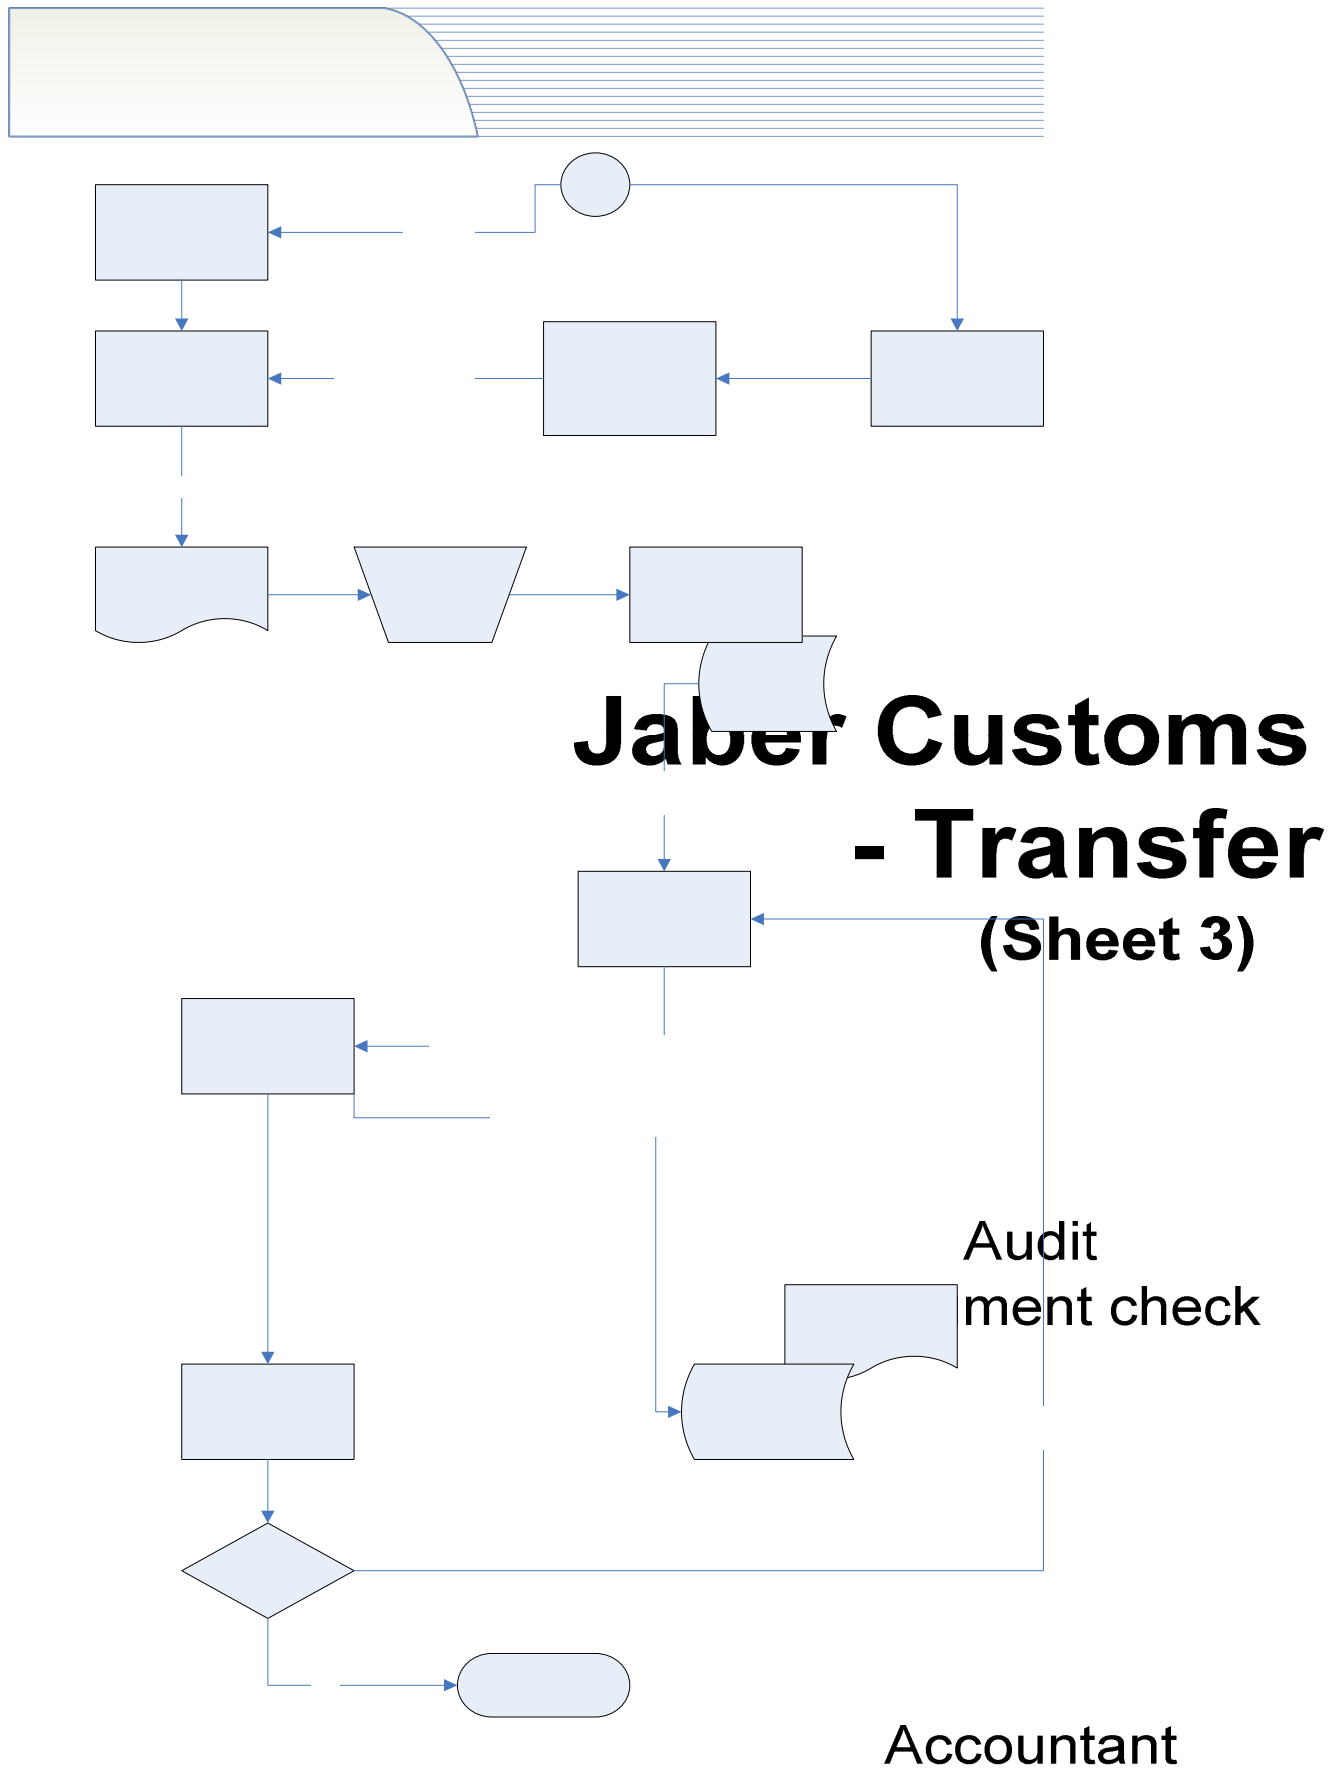 Jaber Customs
- Transfer
(Sheet 3)
Audit
ment check
Accountant